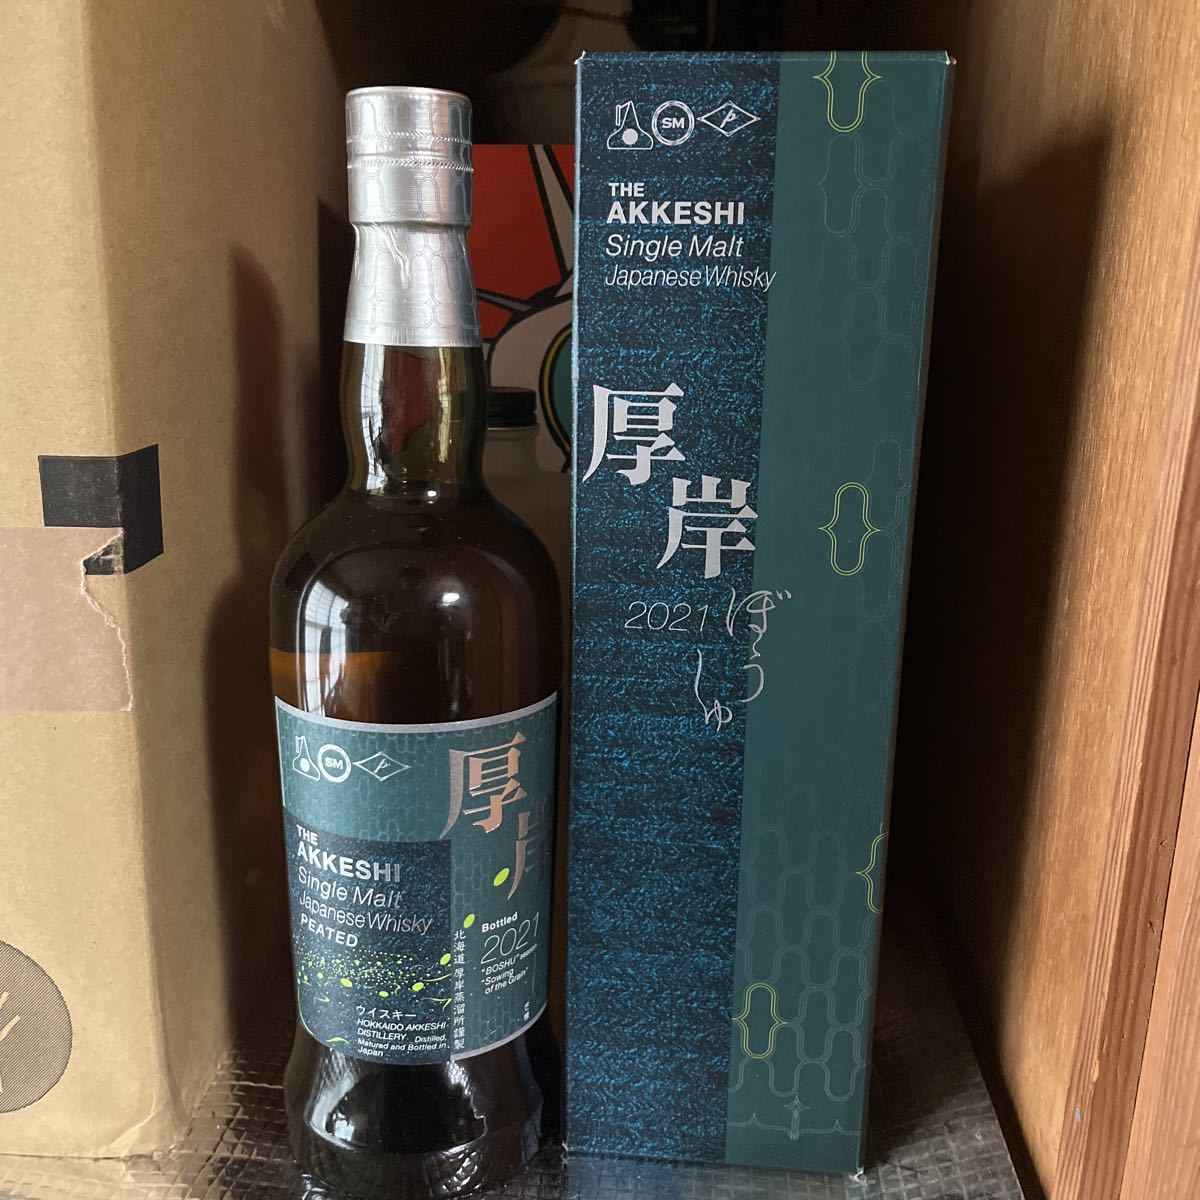 SM
THE
AKKESHI
Single Malt
Japanese Whisky
厚岸
2021
ぼうしゅ
SM
厚岸
THE
AKKESHI
Single Malt
Japanese Whisky
PEATED
Bottled
2021
"BOSHU" season
"Sowing
of the Grain"
北海道 厚岸蒸溜所謹製
ウイスキー
HOKKAIDO AKKESHI
DISTILLERY Distilled,
Matured and Bottled in
Japan